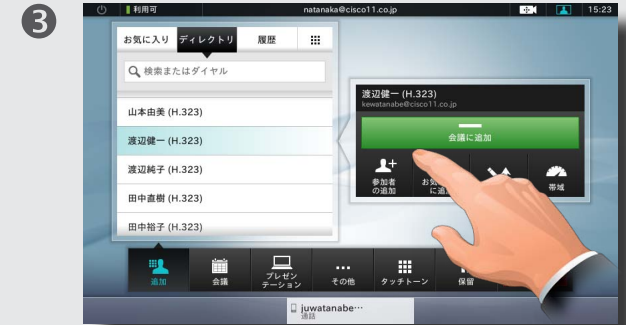 3
利用可
natanaka@cisco11.co.jp
15:23
お気に入り ディレクトリ 履歴
検索またはダイヤル
山本由美 (H.323)
渡辺健一 (H.323)
渡辺純子 (H.323)
田中直樹 (H.323)
田中裕子 (H.323)
渡辺健一 (H.323)
kewatanabe@cisco11.co.jp
会議に追加
参加者
の追加
お気
に追
帯域
追加
会議
プレゼン
テーション
その他
タッチトーン
保留
juwatanabe…
通話